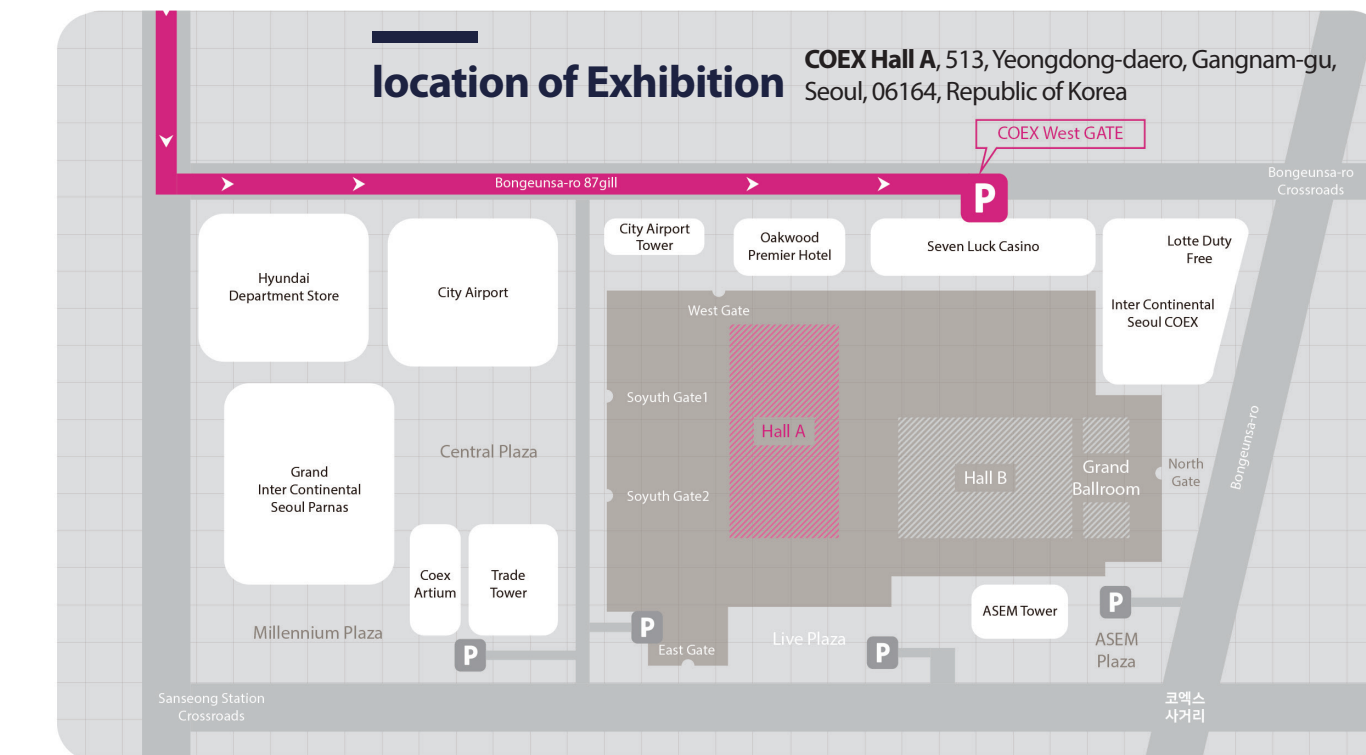 location of Exhibition
COEX Hall A, 513, Yeongdong-daero, Gangnam-gu,
Seoul, 06164, Republic of Korea
COEX West GATE
P
Bongeunsa-ro 87gill
Bongeunsa-ro
Crossroads
Hyundai
Department Store
City Airport
City Airport
Tower
Oakwood
Premier Hotel
Seven Luck Casino
Lotte Duty
Free
Inter Continental
Seoul COEX
West Gate
Soyuth Gate1
Hall A
Central Plaza
Soyuth Gate2
Hall B
Grand
Ballroom
North
Gate
Bongeunsa-ro
Grand
Inter Continental
Seoul Parnas
Coex
Artium
Trade
Tower
ASEM Tower
P
Millennium Plaza
P
P
East Gate
Live Plaza
P
ASEM
Plaza
Sanseong Station
Crossroads
코엑스
사거리